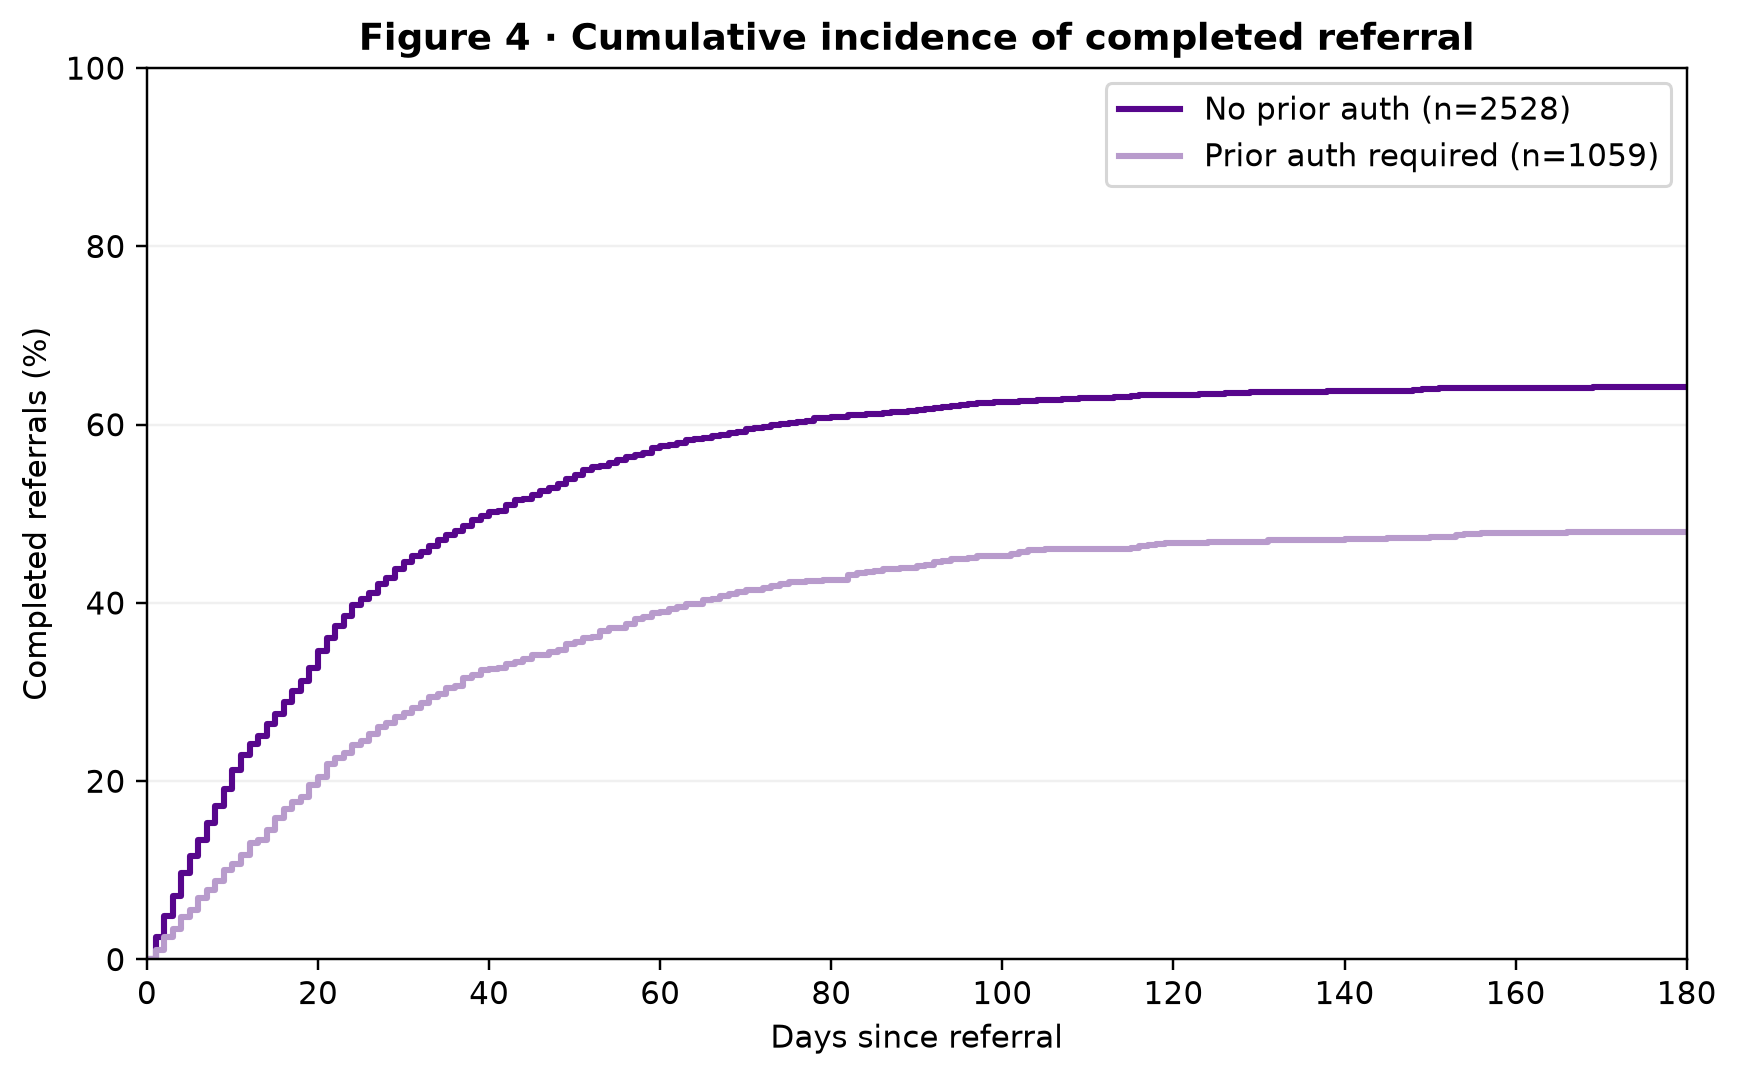 Figure 4 · Cumulative incidence of completed referral
No prior auth (n=2528)
Prior auth required (n=1059)
Completed referrals (%)
100
80
60
40
20
0
0 20 40 60 80 100 120 140 160 180
Days since referral